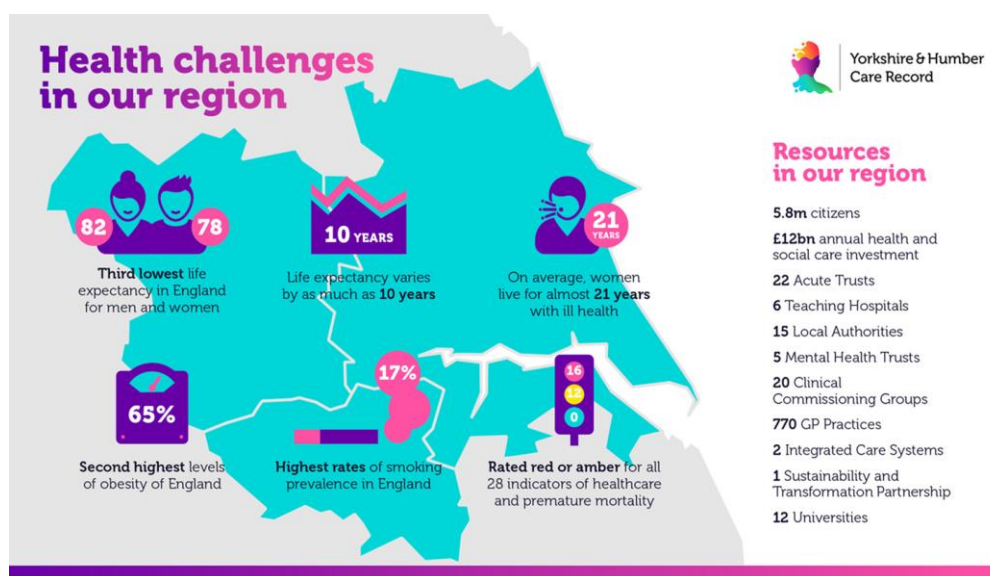 Health challenges
in our region
82
78
Third lowest life
expectancy in England
for men and women
10 YEARS
Life expectancy varies
by as much as 10 years
21
YEARS
On average, women
live for almost 21 years
with ill health
65%
Second highest levels
of obesity of England
17%
Highest rates of smoking
prevalence in England
16
12
0
Rated red or amber for all
28 indicators of healthcare
and premature mortality
Yorkshire & Humber
Care Record
Resources
in our region
5.8m citizens
£12bn annual health and
social care investment
22 Acute Trusts
6 Teaching Hospitals
15 Local Authorities
5 Mental Health Trusts
20 Clinical
Commissioning Groups
770 GP Practices
2 Integrated Care Systems
1 Sustainability and
Transformation Partnership
12 Universities